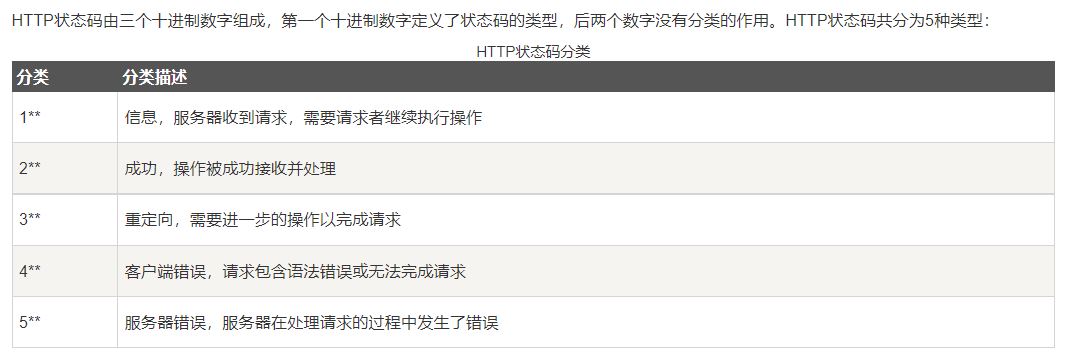 HTTP状态码由三个十进制数字组成，第一个十进制数字定义了状态码的类型，后两个数字没有分类的作用。HTTP状态码共分为5种类型：
HTTP状态码分类
分类 分类描述
1** 信息，服务器收到请求，需要请求者继续执行操作
2** 成功，操作被成功接收并处理
3** 重定向，需要进一步的操作以完成请求
4** 客户端错误，请求包含语法错误或无法完成请求
5** 服务器错误，服务器在处理请求的过程中发生了错误